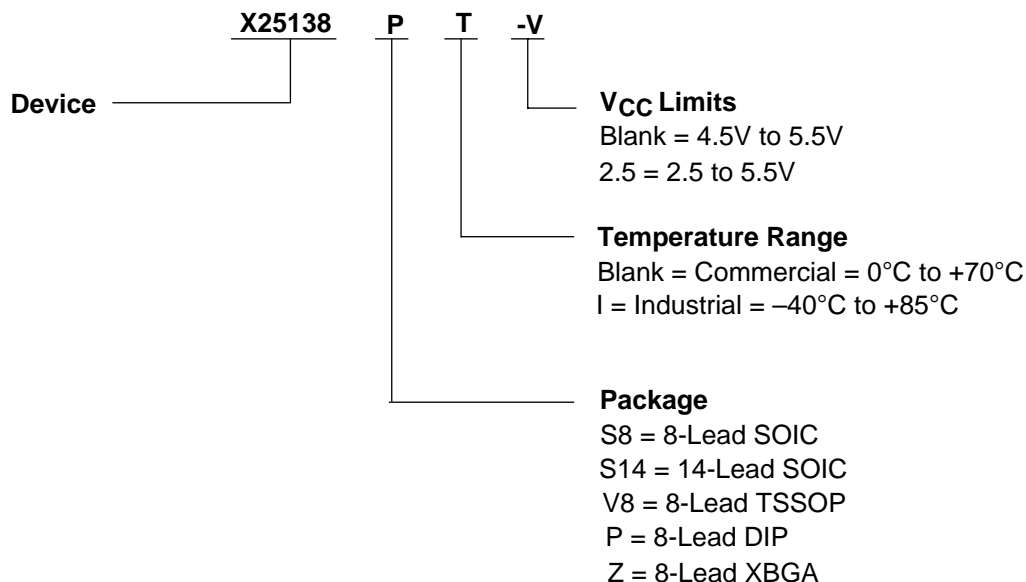 X25138 P T -V
Device
VCC Limits
Blank = 4.5V to 5.5V
2.5 = 2.5 to 5.5V
Temperature Range
Blank = Commercial = 0°C to +70°C
I = Industrial = –40°C to +85°C
Package
S8 = 8-Lead SOIC
S14 = 14-Lead SOIC
V8 = 8-Lead TSSOP
P = 8-Lead DIP
Z = 8-Lead XBGA